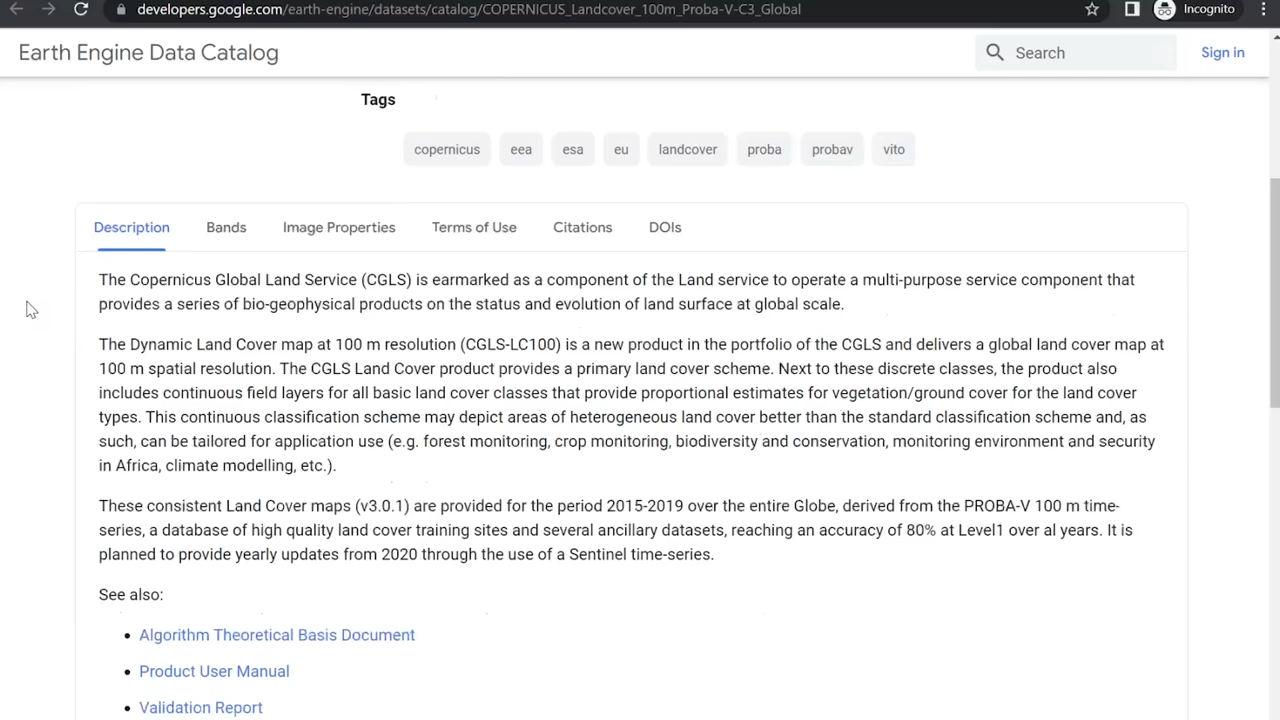 developers.google.com/earth-engine/datasets/catalog/COPERNICUS_Landcover_100m_Proba-V-C3_Global
Incognito
Earth Engine Data Catalog
Search
Sign in
Tags
copernicus eea esa eu landcover proba probav vito
Description Bands Image Properties Terms of Use Citations DOIs
The Copernicus Global Land Service (CGLS) is earmarked as a component of the Land service to operate a multi-purpose service component that
provides a series of bio-geophysical products on the status and evolution of land surface at global scale.
The Dynamic Land Cover map at 100 m resolution (CGLS-LC100) is a new product in the portfolio of the CGLS and delivers a global land cover map at
100 m spatial resolution. The CGLS Land Cover product provides a primary land cover scheme. Next to these discrete classes, the product also
includes continuous field layers for all basic land cover classes that provide proportional estimates for vegetation/ground cover for the land cover
types. This continuous classification scheme may depict areas of heterogeneous land cover better than the standard classification scheme and, as
such, can be tailored for application use (e.g. forest monitoring, crop monitoring, biodiversity and conservation, monitoring environment and security
in Africa, climate modelling, etc.).
These consistent Land Cover maps (v3.0.1) are provided for the period 2015-2019 over the entire Globe, derived from the PROBA-V 100 m time-
series, a database of high quality land cover training sites and several ancillary datasets, reaching an accuracy of 80% at Level1 over al years. It is
planned to provide yearly updates from 2020 through the use of a Sentinel time-series.
See also:
• Algorithm Theoretical Basis Document
• Product User Manual
• Validation Report